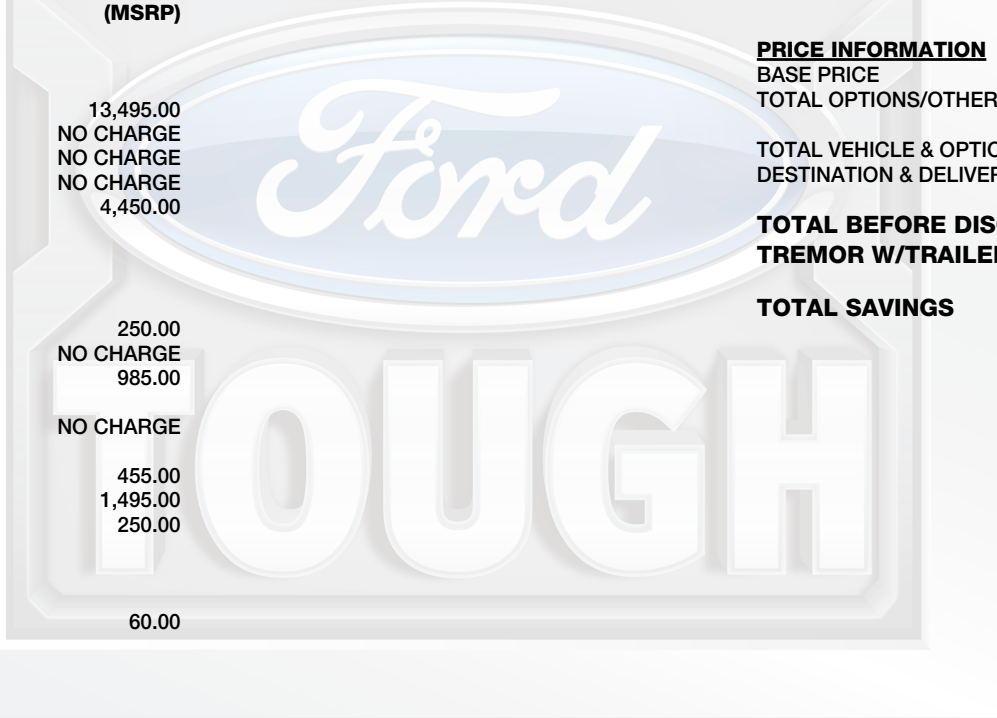 (MSRP)
13,495.00
NO CHARGE
NO CHARGE
NO CHARGE
4,450.00
250.00
NO CHARGE
985.00
NO CHARGE
455.00
1,495.00
250.00
60.00
PRICE INFORMATION
BASE PRICE
TOTAL OPTIONS/OTHER
TOTAL VEHICLE & OPTIO
DESTINATION & DELIVER
TOTAL BEFORE DIS
TREMOR W/TRAILE
TOTAL SAVINGS
Ford
TOUGH